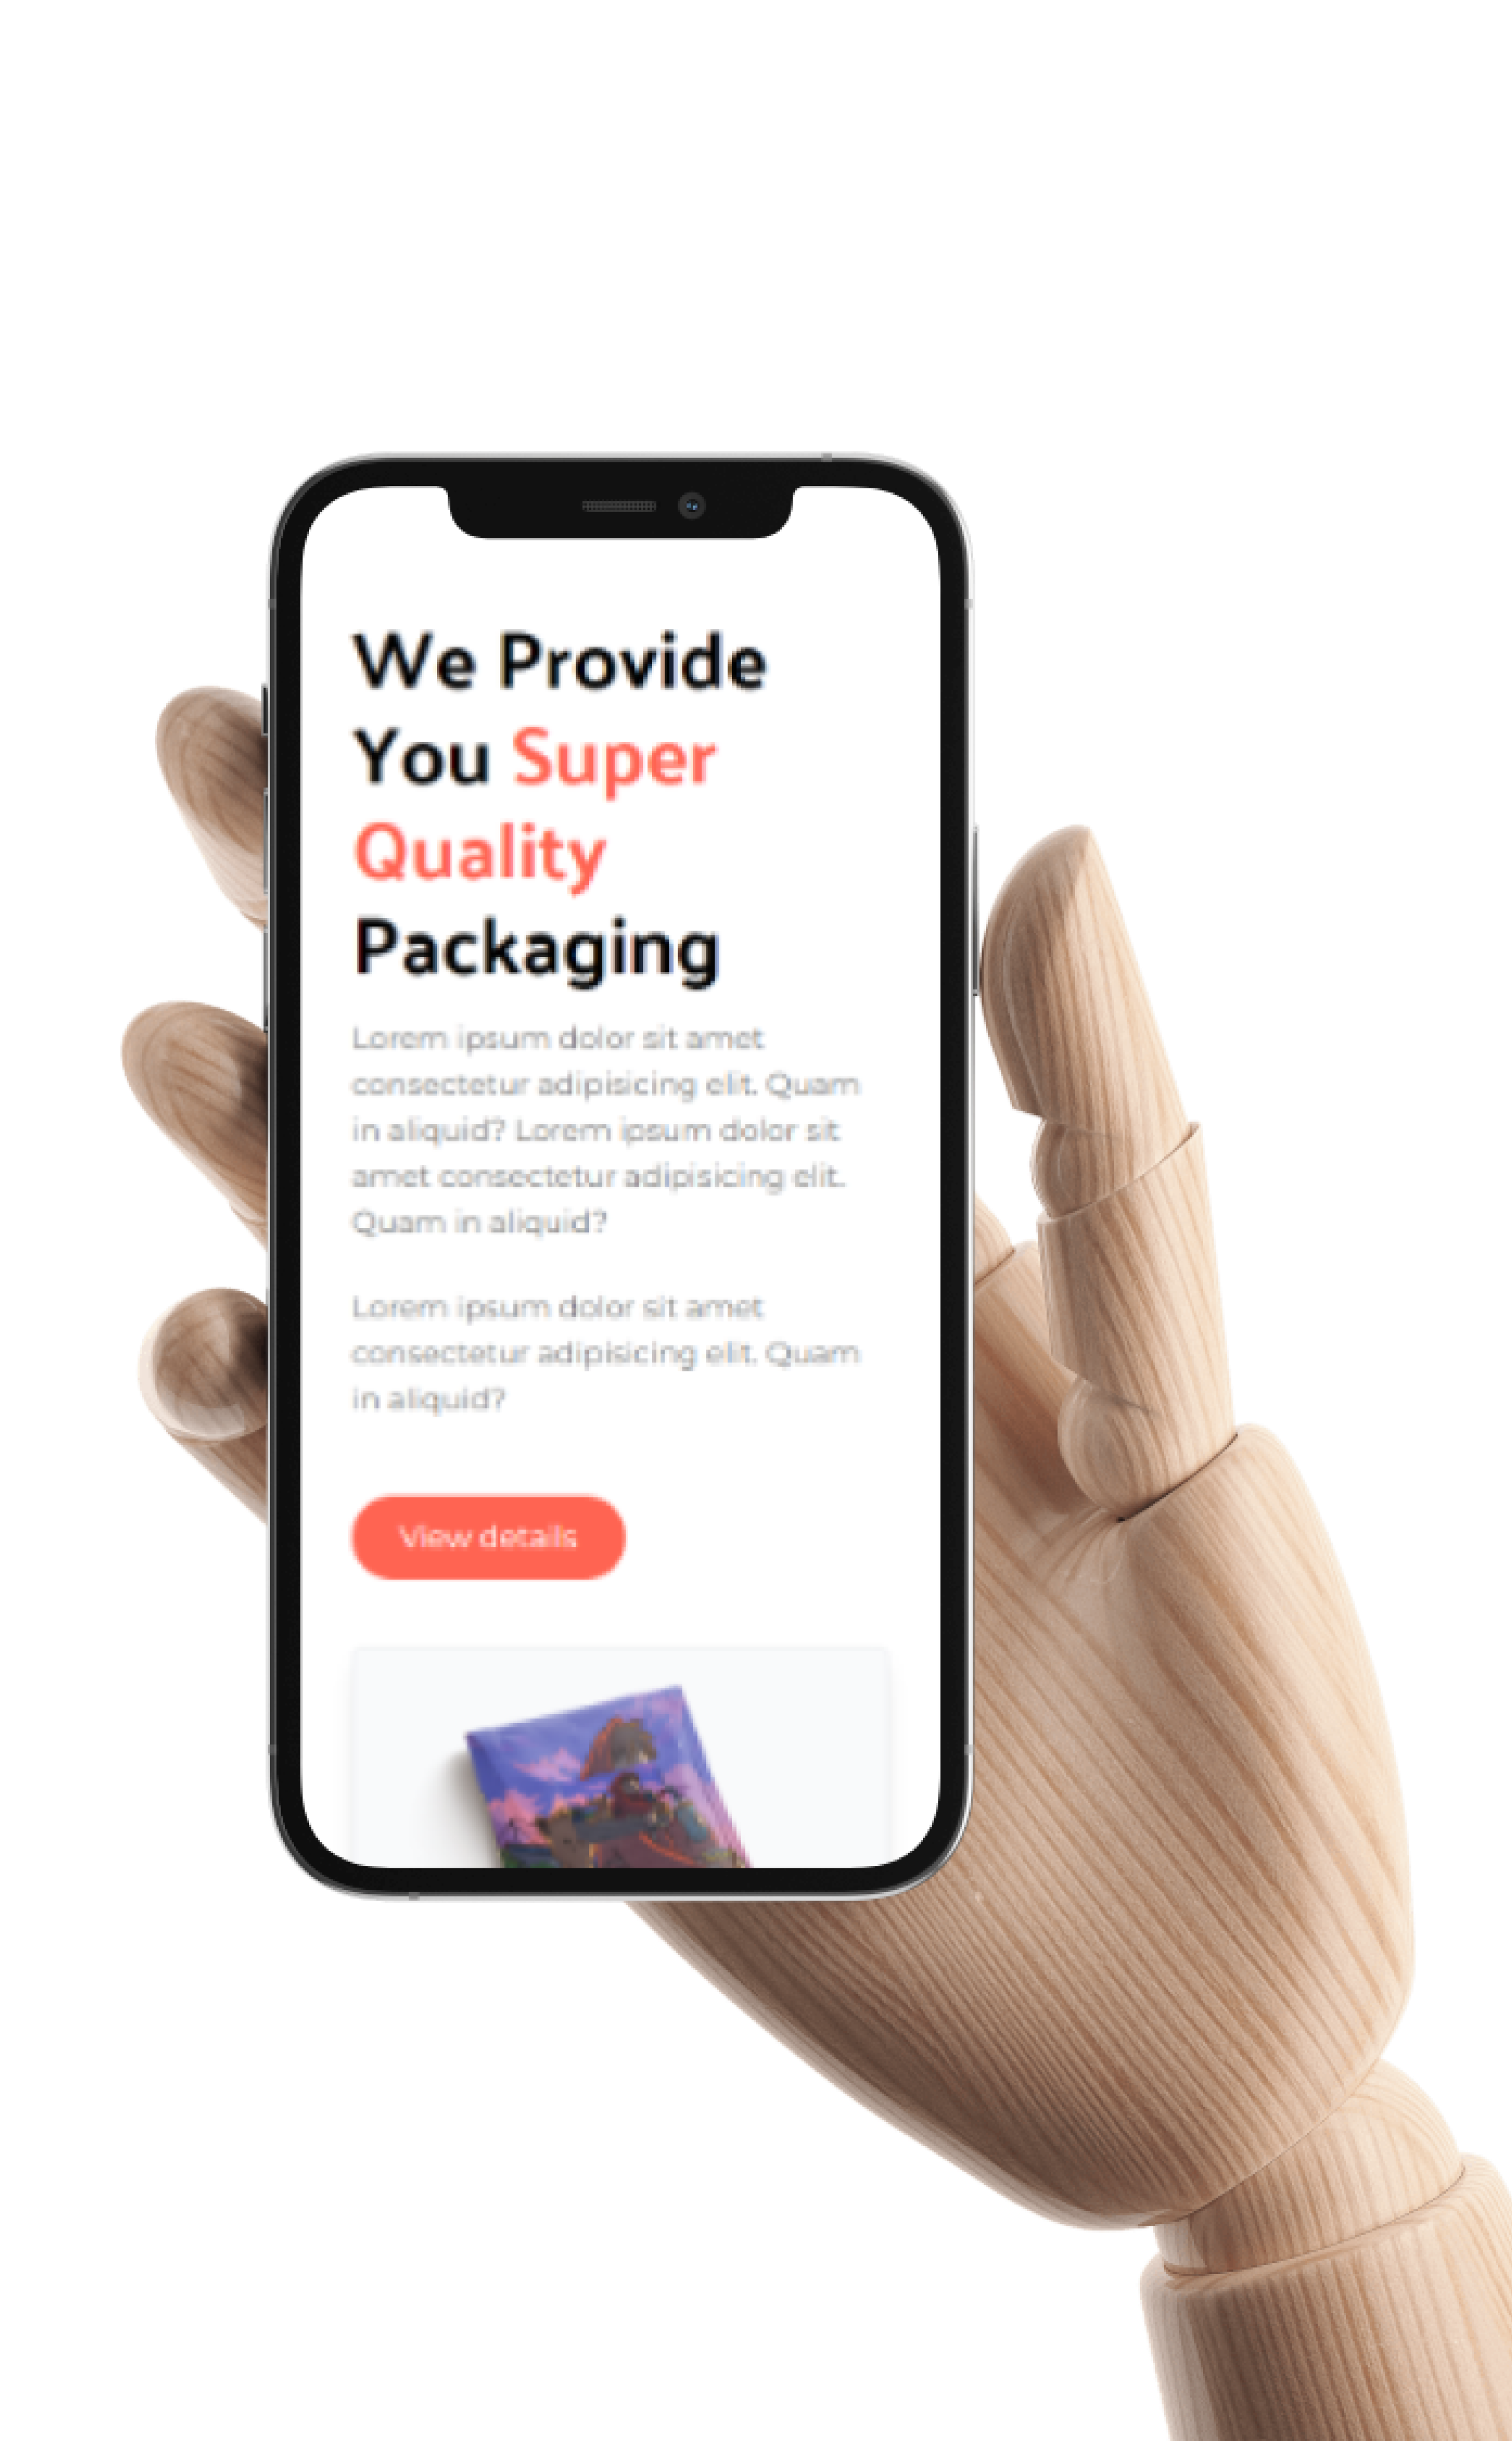 We Provide
You Super
Quality
Packaging
Lorem ipsum dolor sit amet
consectetur adipisicing elit. Quam
in aliquid? Lorem ipsum dolor sit
amet consectetur adipisicing elit.
Quam in aliquid?
Lorem ipsum dolor sit amet
consectetur adipisicing elit. Quam
in aliquid?
View details